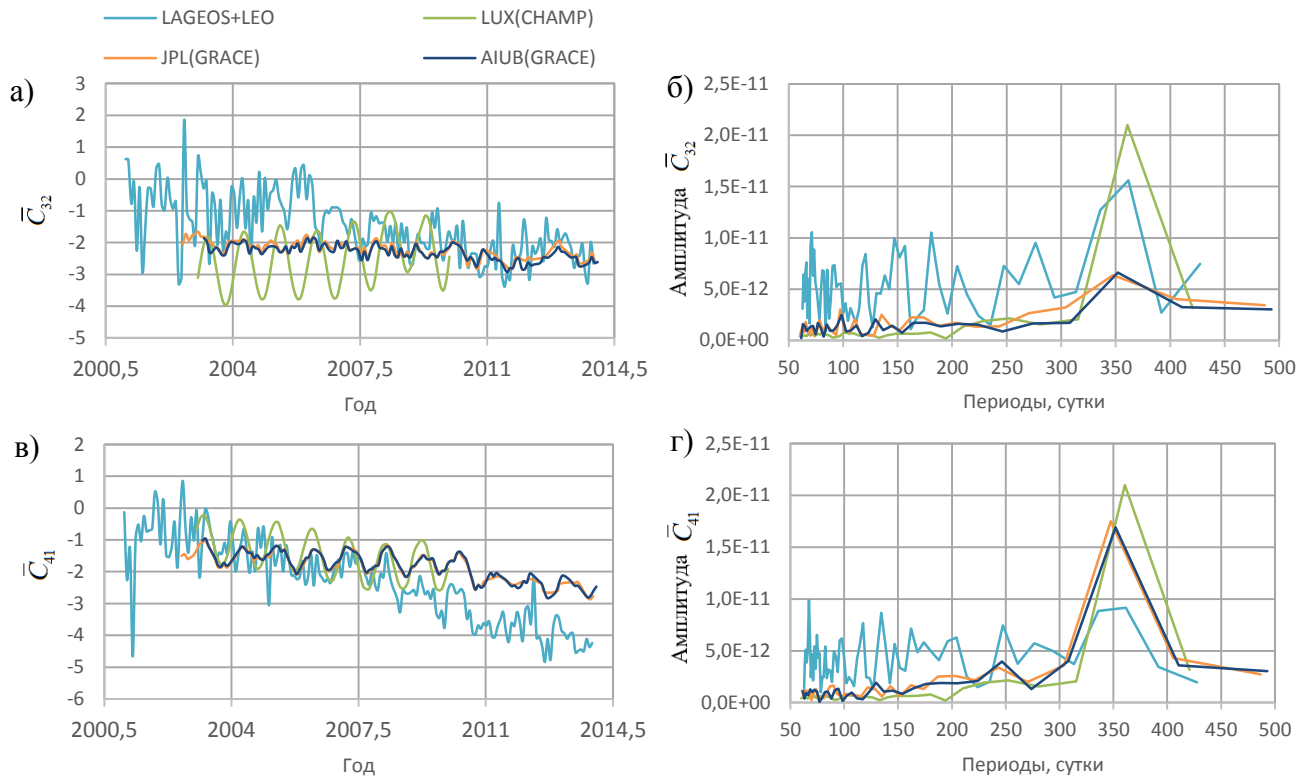 LAGEOS+LEO
LUX(CHAMP)
JPL(GRACE)
AIUB(GRACE)
а)
3
2
1
0
-1
-2
-3
-4
-5
C̅₃₂
2000,5 2004 2007,5 2011 2014,5
Год
б)
2,5E-11
2,0E-11
1,5E-11
1,0E-11
5,0E-12
0,0E+00
Амплитуда C̅₃₂
50 100 150 200 250 300 350 400 450 500
Периоды, сутки
в)
2
1
0
-1
-2
-3
-4
-5
-6
C̅₄₁
2000,5 2004 2007,5 2011 2014,5
Год
г)
2,5E-11
2,0E-11
1,5E-11
1,0E-11
5,0E-12
0,0E+00
Амплитуда C̅₄₁
50 100 150 200 250 300 350 400 450 500
Периоды, сутки